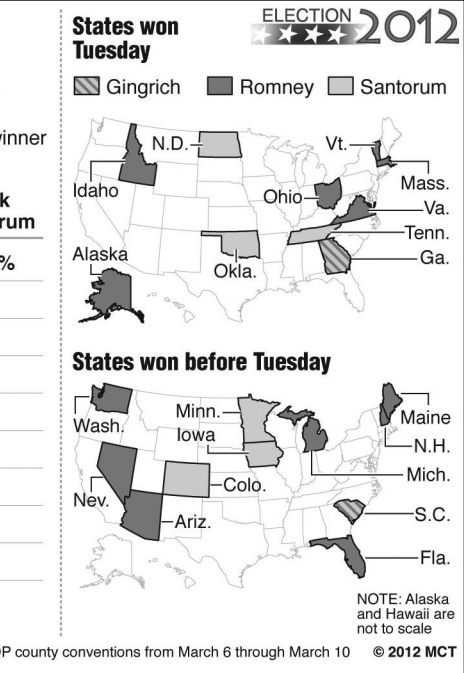 States won
Tuesday
ELECTION 2012
Gingrich
Romney
Santorum
N.D.
Vt.
Idaho
Mass.
Ohio
Va.
Tenn.
Alaska
Ga.
Okla.
States won before Tuesday
Minn.
Maine
Wash.
Iowa
N.H.
Mich.
Nev.
Colo.
S.C.
Ariz.
Fla.
NOTE: Alaska
and Hawaii are
not to scale
P county conventions from March 6 through March 10 © 2012 MCT
rum
%